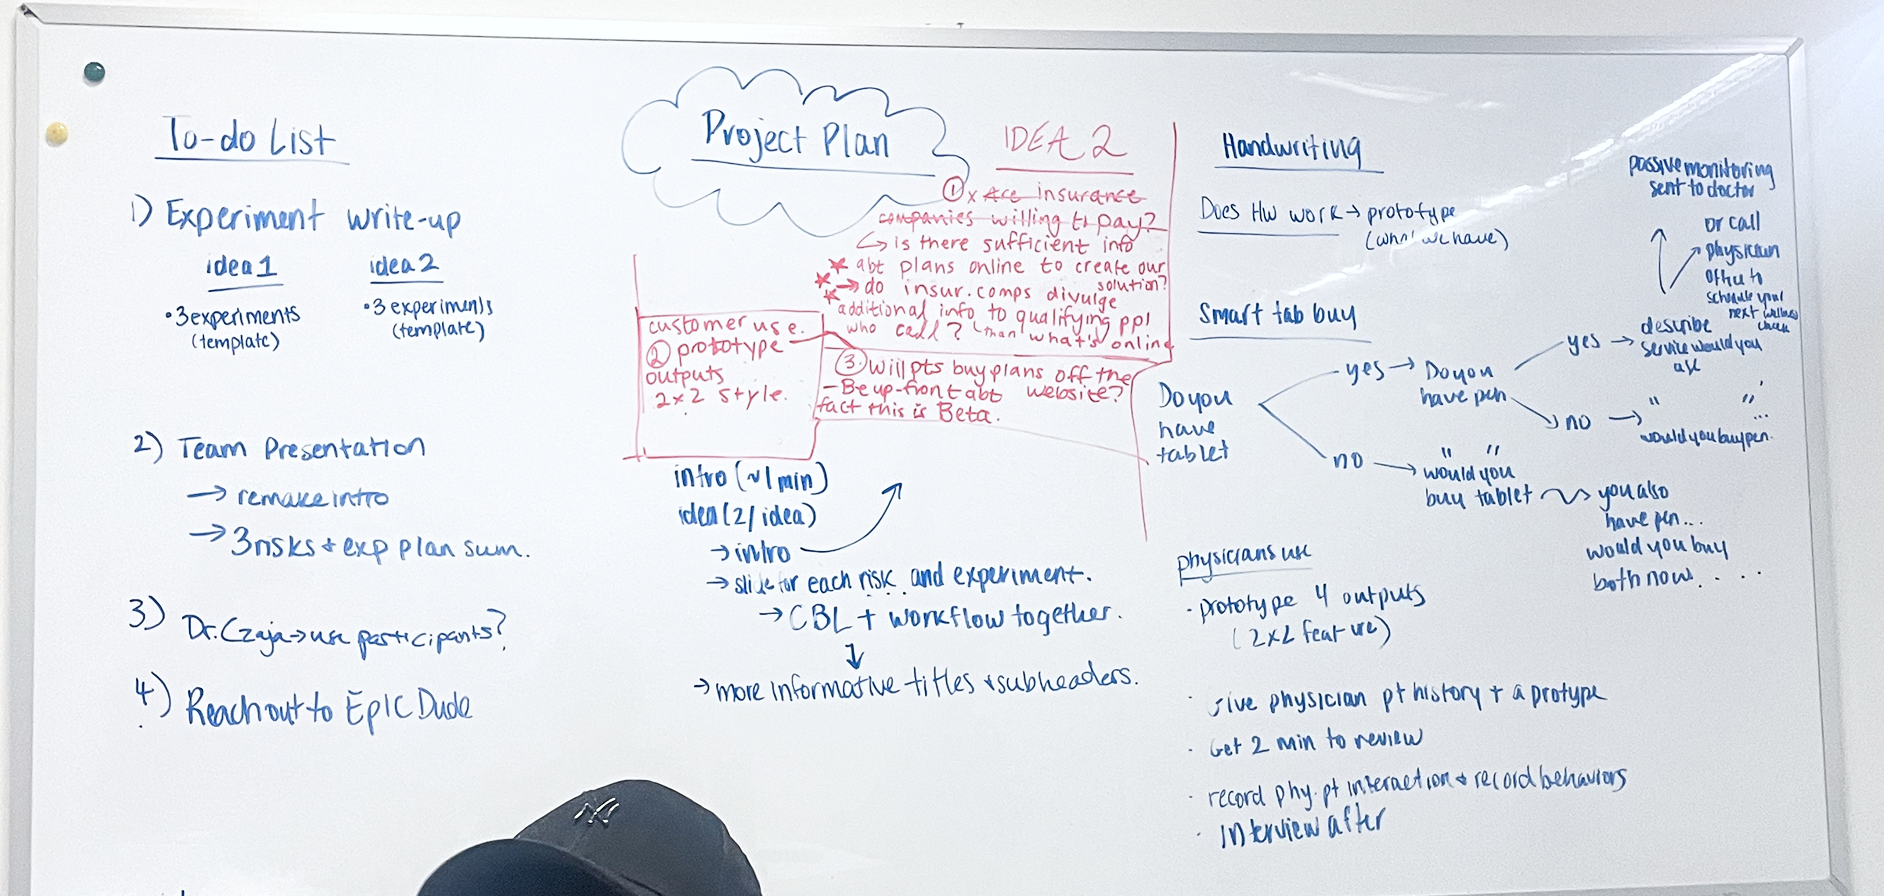 To-do List
1) Experiment write-up
idea 1
• 3 experiments
(template)
idea 2
• 3 experiments
(template)
2) Team Presentation
→ remake intro
→ 3 risks + exp plan sum.
3) Dr. Czaja → use participants?
4) Reach out to Epic Dude
Project Plan
IDEA 2
① x Are insurance
companies willing to pay?
↳ is there sufficient info
* abt plans online to create our
solution?
* → do insur. comps divulge
* additional info to qualifying ppl
who call? than what's online
customer use.
② prototype
outputs
2x2 style.
③ Will pts buy plans off the
website?
- Be up-front abt
fact this is Beta.
intro (~1 min)
idea (2/idea)
→ intro
→ slide for each risk and experiment.
→ CBL + workflow together.
↓
→ more informative titles + subheaders.
Handwriting
Does HW work → prototype
(what we have)
Smart tab buy
Do you
have
tablet
yes → Do you
have pen
yes → describe
service would you
use
passive monitoring
sent to doctor
or call
physician
office to
schedule your
next wellness
check
no → " "
...
would you buy pen.
no → " "
would you
buy tablet
you also
have pen...
would you buy
both now....
physicians use
· prototype 4 outputs
(2x2 feature)
· give physician pt history + a protype
· Get 2 min to review
· record phy. pt interaction + record behaviors
· Interview after
NY